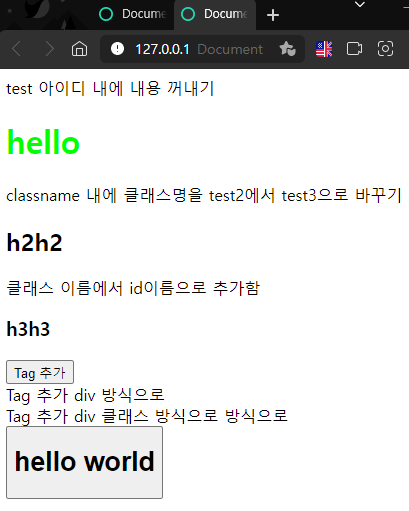 Docume
Docume
127.0.0.1 Document
test 아이디 내에 내용 꺼내기
hello
classname 내에 클래스명을 test2에서 test3으로 바꾸기
h2h2
클래스 이름에서 id이름으로 추가함
h3h3
Tag 추가
Tag 추가 div 방식으로
Tag 추가 div 클래스 방식으로 방식으로
hello world